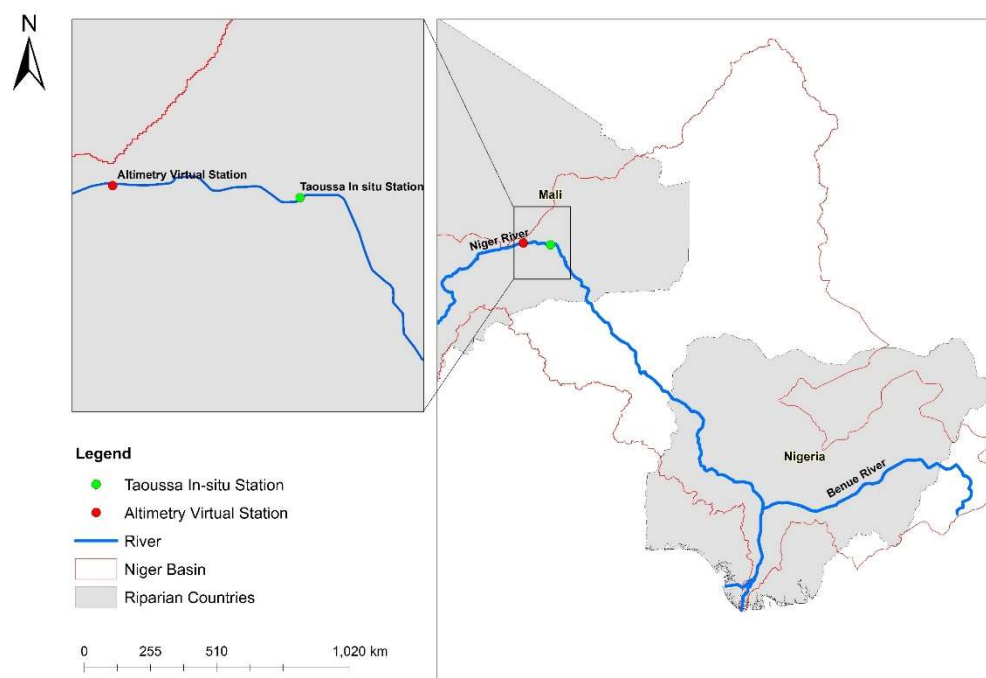 N
Altimetry Virtual Station
Taoussa In situ Station
Mali
Niger River
Nigeria
Benue River
Legend
Taoussa In-situ Station
Altimetry Virtual Station
River
Niger Basin
Riparian Countries
0 255 510 1,020 km